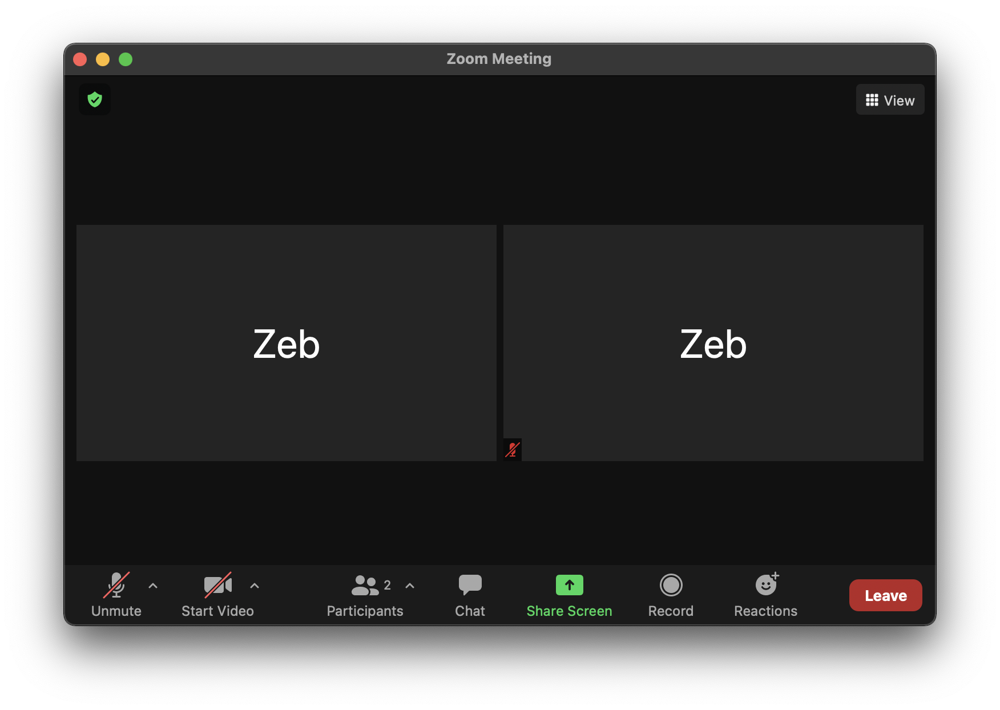 Zoom Meeting
View
Zeb
Zeb
2
Unmute
Start Video
Participants
Chat
Share Screen
Record
Reactions
Leave